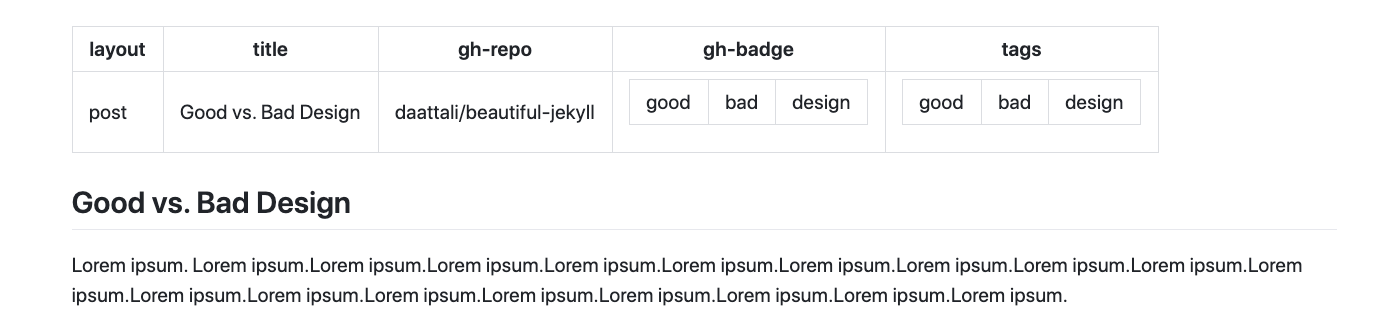 layout title gh-repo gh-badge tags
post Good vs. Bad Design daattali/beautiful-jekyll good bad design good bad design
Good vs. Bad Design
Lorem ipsum. Lorem ipsum.Lorem ipsum.Lorem ipsum.Lorem ipsum.Lorem ipsum.Lorem ipsum.Lorem ipsum.Lorem ipsum.Lorem ipsum.Lorem
ipsum.Lorem ipsum.Lorem ipsum.Lorem ipsum.Lorem ipsum.Lorem ipsum.Lorem ipsum.Lorem ipsum.Lorem ipsum.